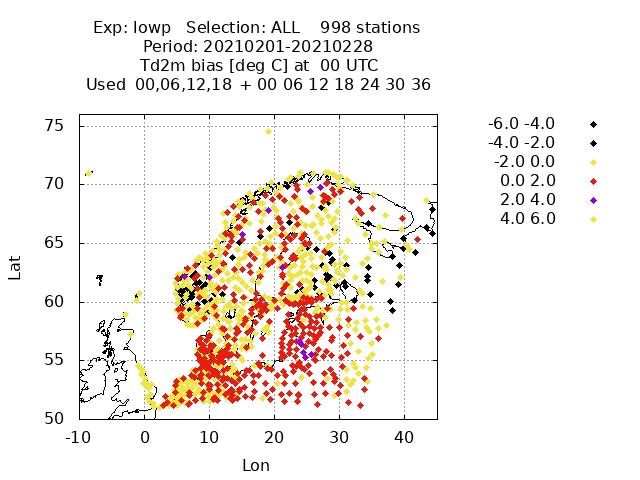 Exp: lowp   Selection: ALL    998 stations
Period: 20210201-20210228
Td2m bias [deg C] at  00 UTC
Used  00,06,12,18 + 00 06 12 18 24 30 36
-6.0 -4.0
-4.0 -2.0
-2.0 0.0
0.0 2.0
2.0 4.0
4.0 6.0
75
70
65
60
55
50
Lat
-10 0 10 20 30 40
Lon